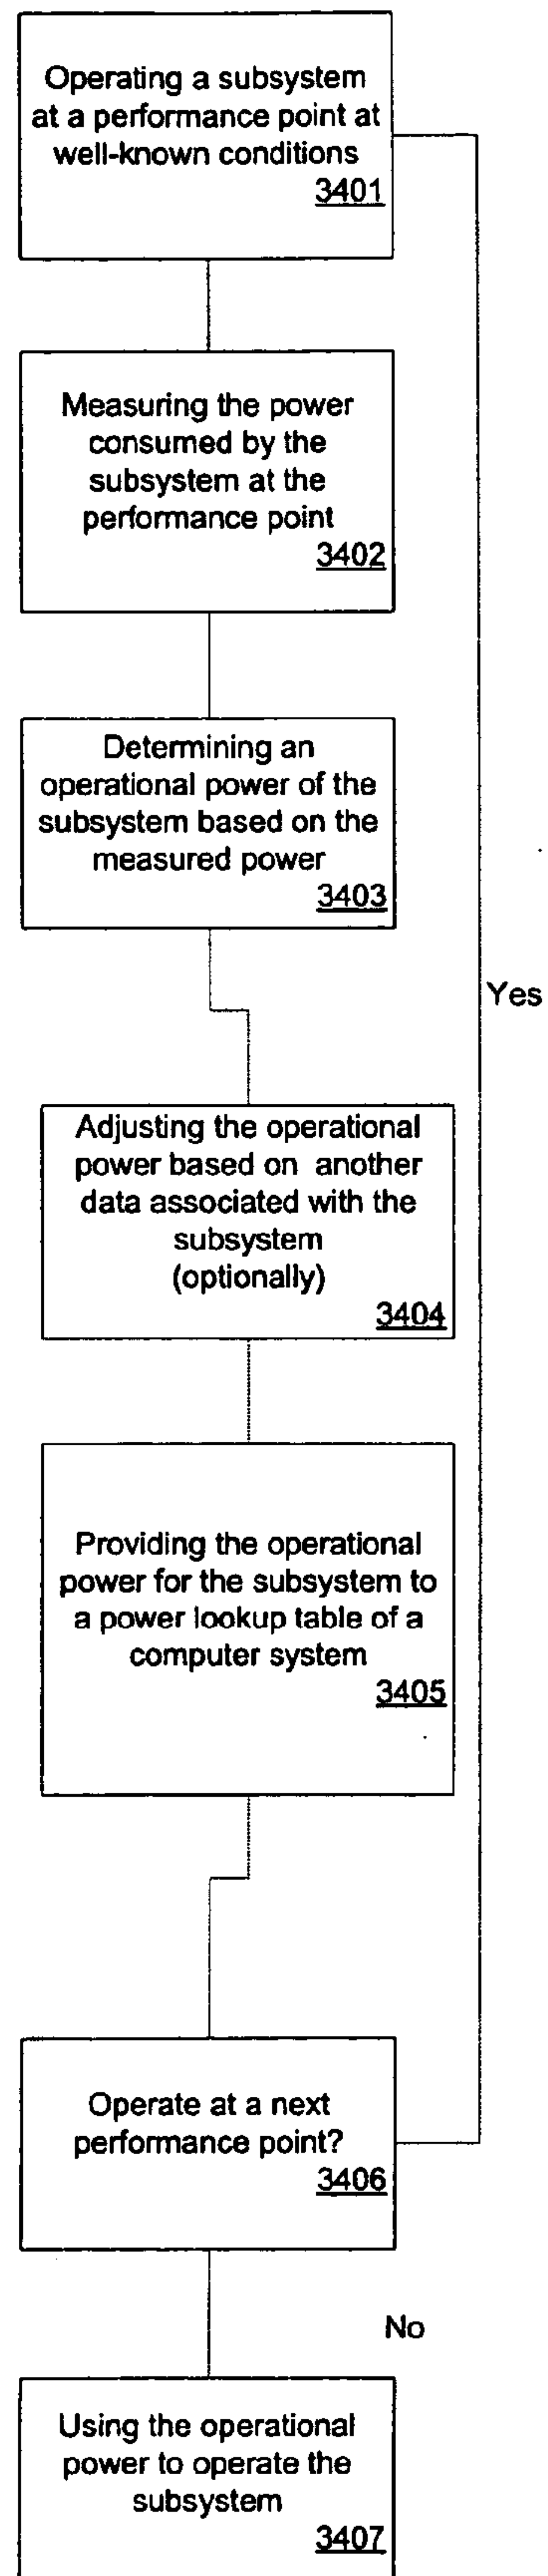 Operating a subsystem
at a performance point at
well-known conditions
3401
Measuring the power
consumed by the
subsystem at the
performance point
3402
Determining an
operational power of the
subsystem based on the
measured power
3403
Yes
Adjusting the operational
power based on another
data associated with the
subsystem
(optionally)
3404
Providing the operational
power for the subsystem to
a power lookup table of a
computer system
3405
Operate at a next
performance point?
3406
No
Using the operational
power to operate the
subsystem
3407